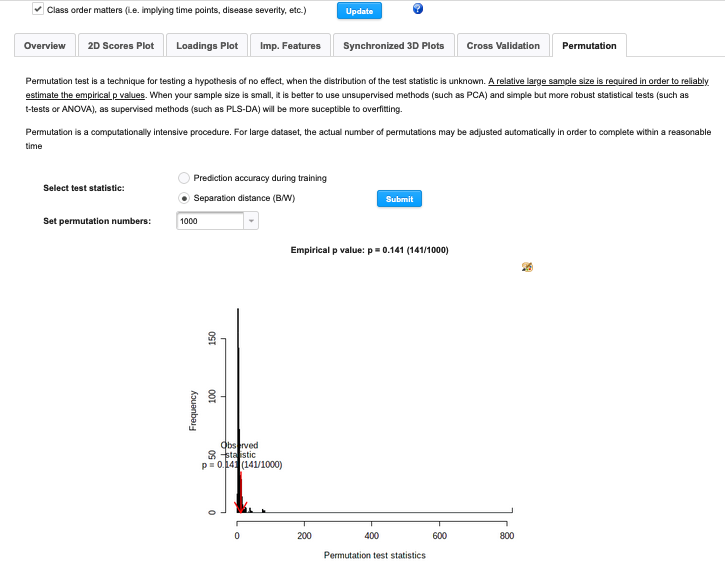 Class order matters (i.e. implying time points, disease severity, etc.)
Update
?
Overview
2D Scores Plot
Loadings Plot
Imp. Features
Synchronized 3D Plots
Cross Validation
Permutation
Permutation test is a technique for testing a hypothesis of no effect, when the distribution of the test statistic is unknown. A relative large sample size is required in order to reliably
estimate the empirical p values. When your sample size is small, it is better to use unsupervised methods (such as PCA) and simple but more robust statistical tests (such as
t-tests or ANOVA), as supervised methods (such as PLS-DA) will be more suceptible to overfitting.
Permutation is a computationally intensive procedure. For large dataset, the actual number of permutations may be adjusted automatically in order to complete within a reasonable
time
Select test statistic:
Prediction accuracy during training
Separation distance (B/W)
Submit
Set permutation numbers:
1000
Empirical p value: p = 0.141 (141/1000)
150
100
50
0
Frequency
Observed
statistic
p = 0.141 (141/1000)
0
200
400
600
800
Permutation test statistics